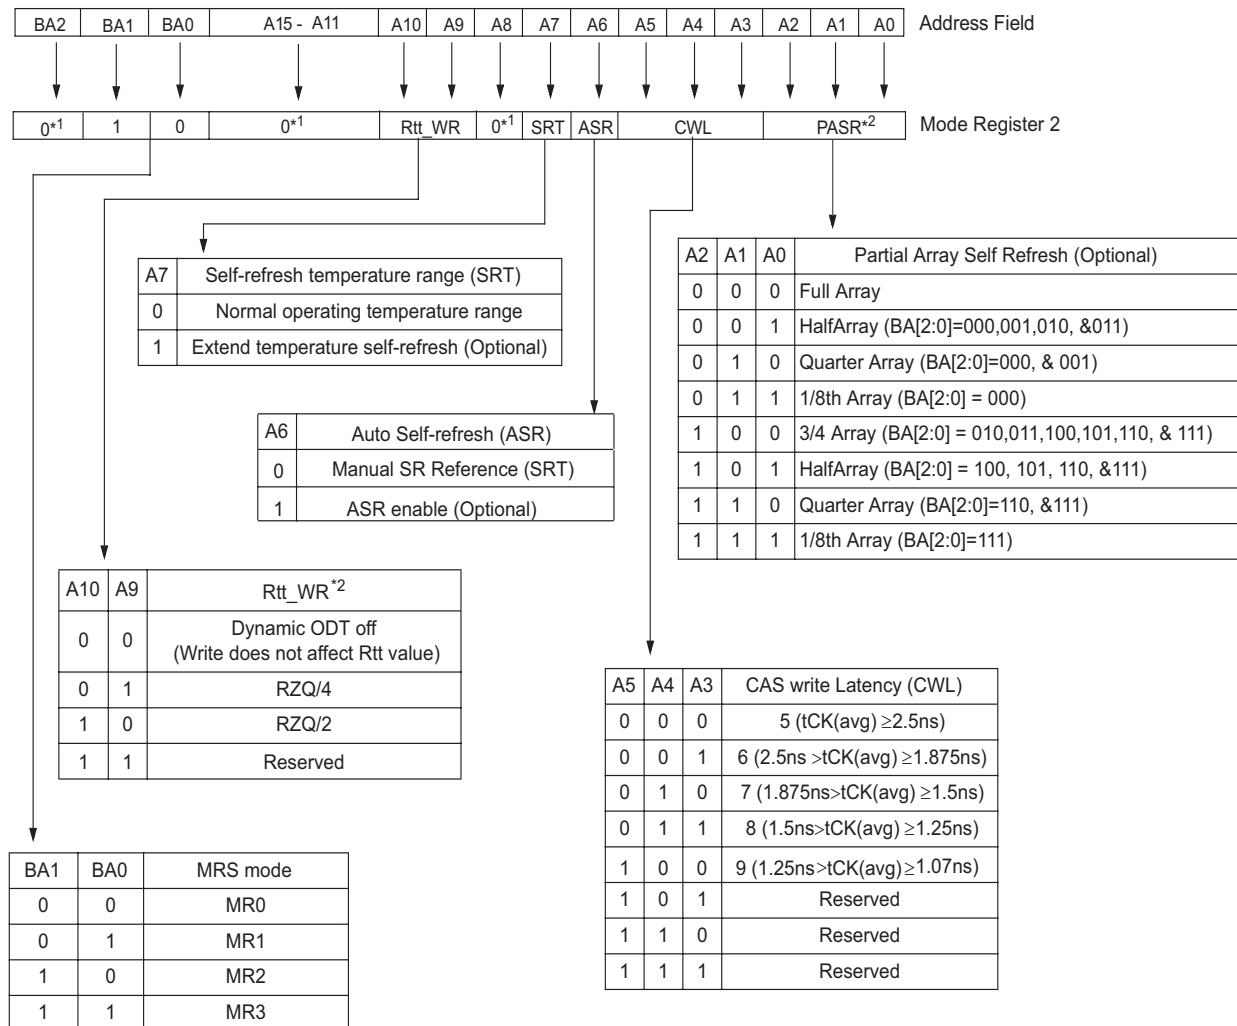 BA2 BA1 BA0 A15 - A11 A10 A9 A8 A7 A6 A5 A4 A3 A2 A1 A0 Address Field
0*1 1 0 0*1 Rtt_WR 0*1 SRT ASR CWL PASR*2 Mode Register 2
A7 Self-refresh temperature range (SRT)
0 Normal operating temperature range
1 Extend temperature self-refresh (Optional)
A2 A1 A0 Partial Array Self Refresh (Optional)
0 0 0 Full Array
0 0 1 HalfArray (BA[2:0]=000,001,010, &011)
0 1 0 Quarter Array (BA[2:0]=000, & 001)
0 1 1 1/8th Array (BA[2:0] = 000)
1 0 0 3/4 Array (BA[2:0] = 010,011,100,101,110, & 111)
1 0 1 HalfArray (BA[2:0] = 100, 101, 110, &111)
1 1 0 Quarter Array (BA[2:0]=110, &111)
1 1 1 1/8th Array (BA[2:0]=111)
A6 Auto Self-refresh (ASR)
0 Manual SR Reference (SRT)
1 ASR enable (Optional)
A10 A9 Rtt_WR*2
0 0 Dynamic ODT off
(Write does not affect Rtt value)
0 1 RZQ/4
1 0 RZQ/2
1 1 Reserved
A5 A4 A3 CAS write Latency (CWL)
0 0 0 5 (tCK(avg) ≥2.5ns)
0 0 1 6 (2.5ns >tCK(avg) ≥1.875ns)
0 1 0 7 (1.875ns>tCK(avg) ≥1.5ns)
0 1 1 8 (1.5ns>tCK(avg) ≥1.25ns)
1 0 0 9 (1.25ns>tCK(avg) ≥1.07ns)
1 0 1 Reserved
1 1 0 Reserved
1 1 1 Reserved
BA1 BA0 MRS mode
0 0 MR0
0 1 MR1
1 0 MR2
1 1 MR3